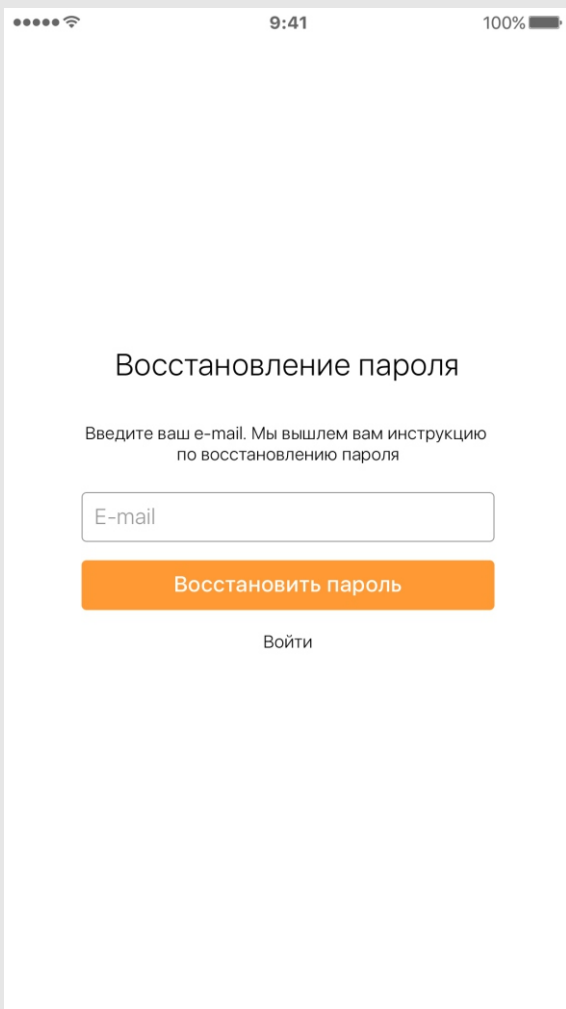 9:41
100%
Восстановление пароля
Введите ваш e-mail. Мы вышлем вам инструкцию
по восстановлению пароля
E-mail
Восстановить пароль
Войти